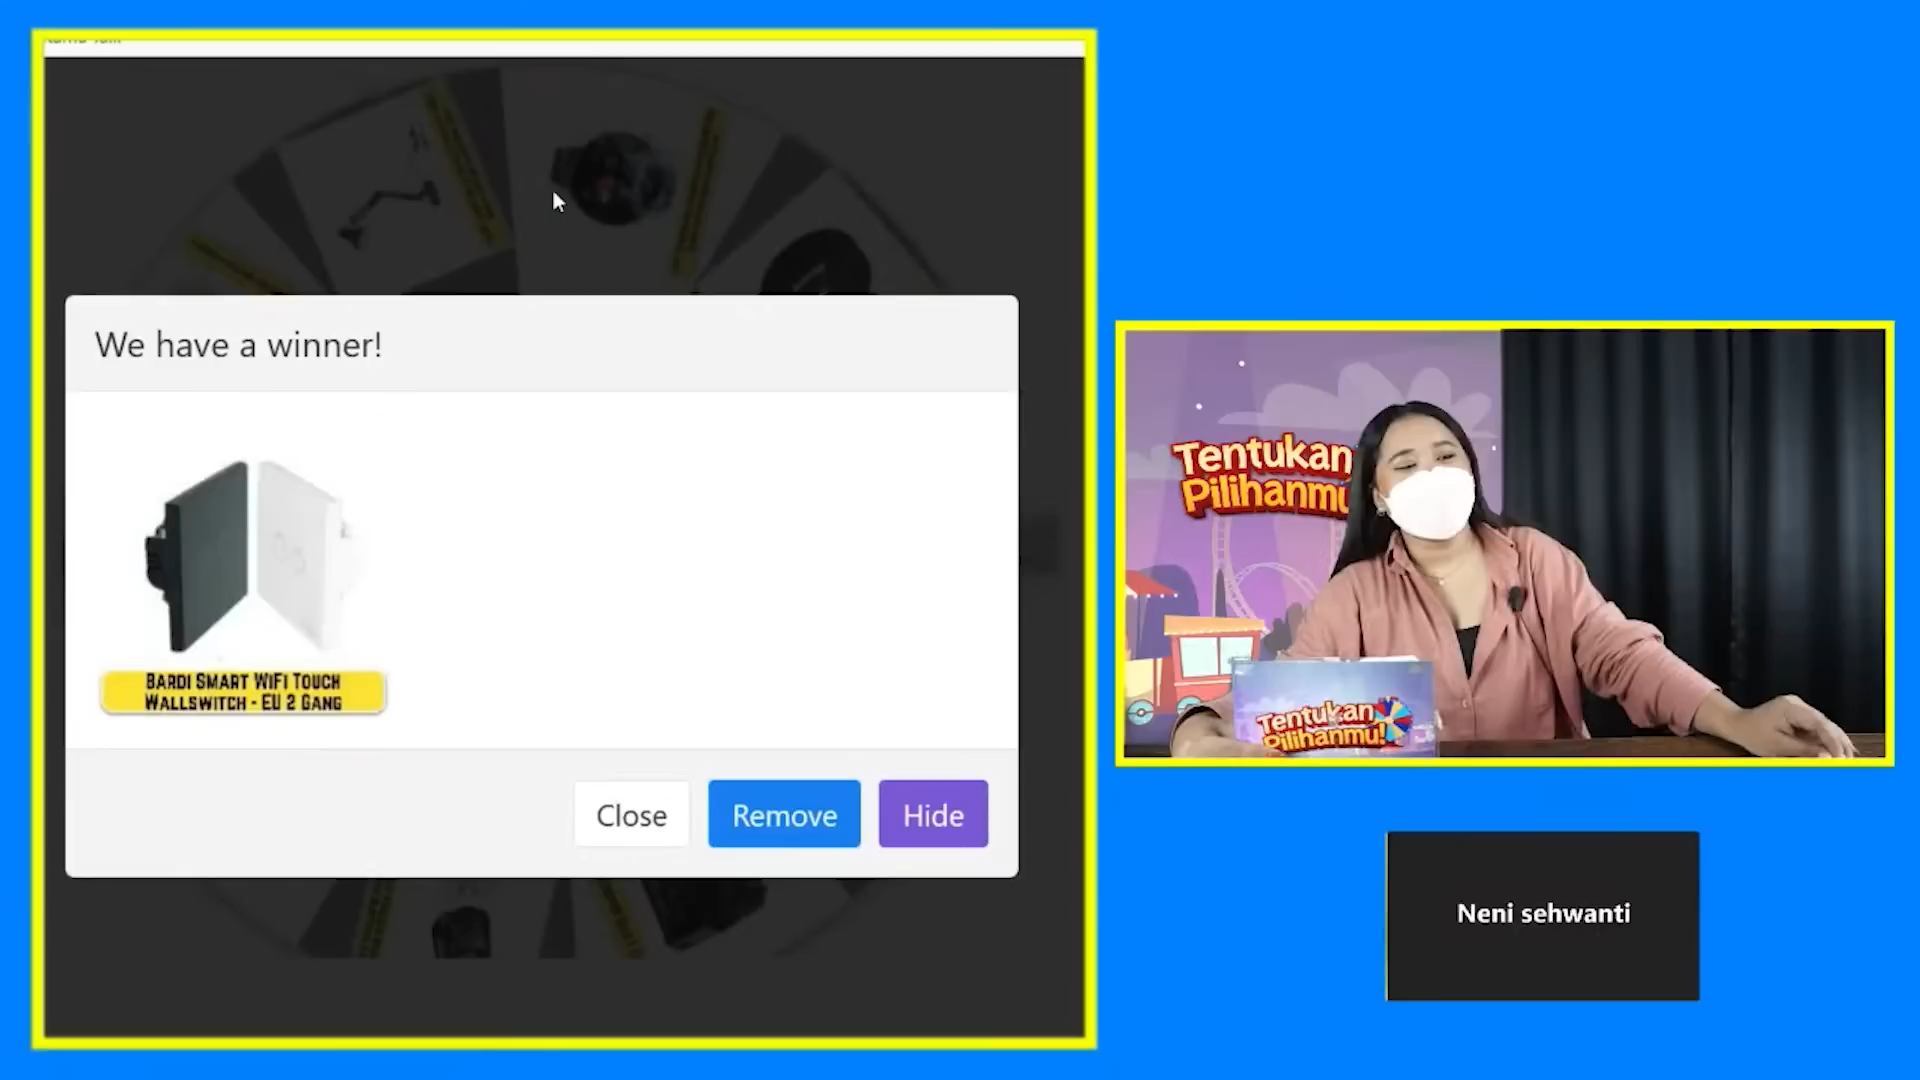 We have a winner!
BARDI SMART WIFI TOUCH
WALLSWITCH - EU 2 GANG
Close
Remove
Hide
Tentukan
Pilihanmu
Tentukan
Pilihanmu!
Neni sehwanti